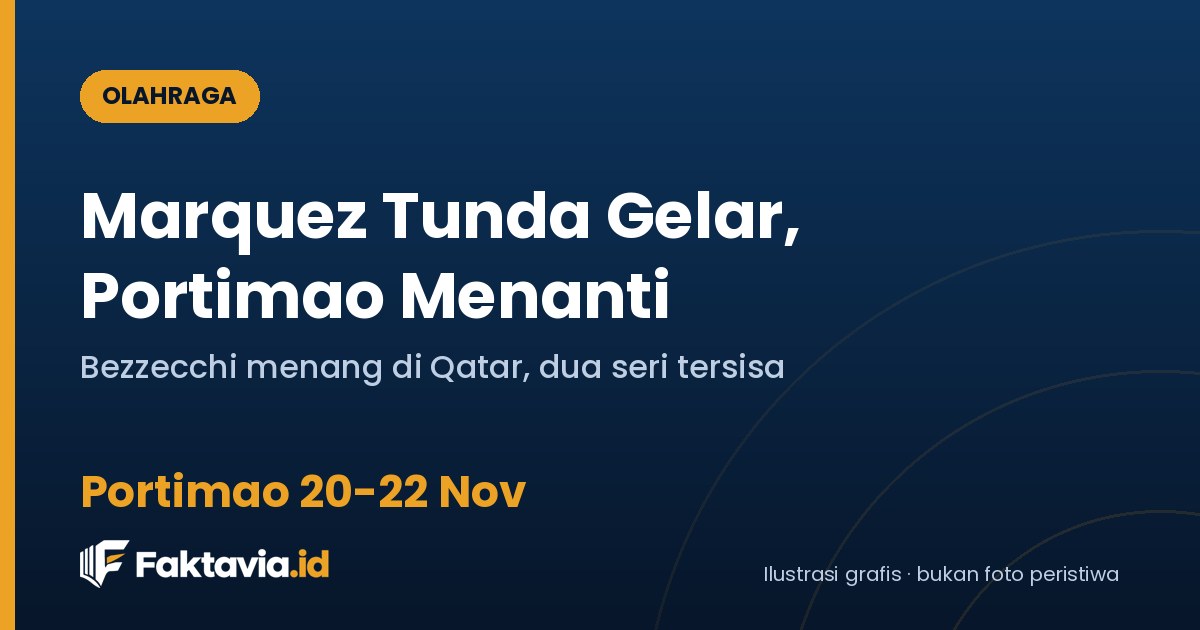 OLAHRAGA
Marquez Tunda Gelar,
Portimao Menanti
Bezzecchi menang di Qatar, dua seri tersisa
Portimao 20-22 Nov
Faktavia.id
Ilustrasi grafis · bukan foto peristiwa